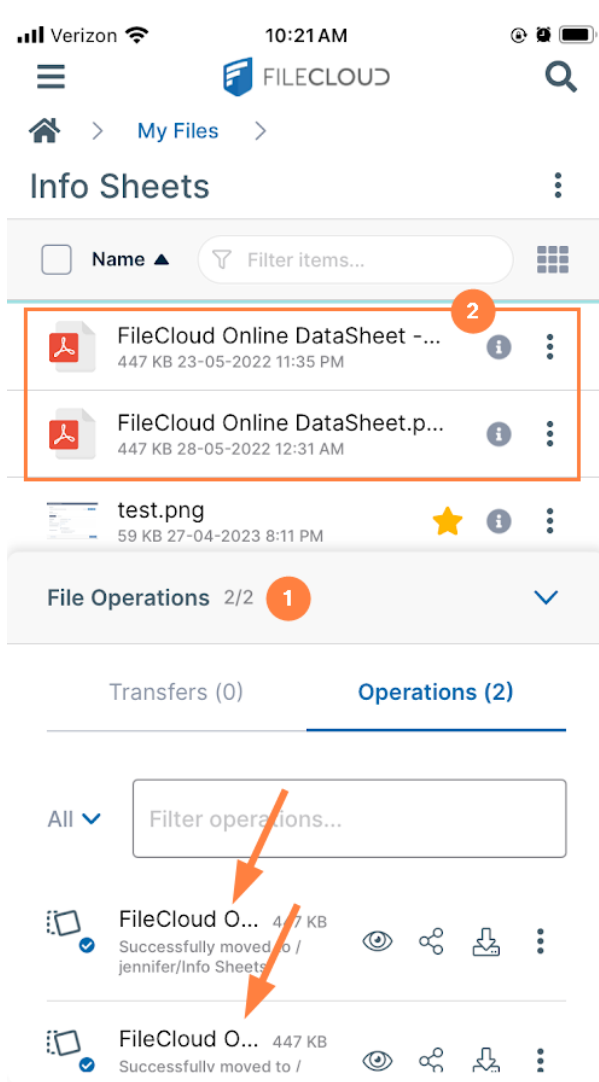 Verizon 10:21 AM
FILECLOUD
My Files
Info Sheets
Name Filter items...
2
FileCloud Online DataSheet -...
447 KB 23-05-2022 11:35 PM
FileCloud Online DataSheet.p...
447 KB 28-05-2022 12:31 AM
test.png
59 KB 27-04-2023 8:11 PM
File Operations 2/2 1
Transfers (0) Operations (2)
All Filter operations...
FileCloud O... 447 KB
Successfully moved to /
jennifer/Info Sheets
FileCloud O... 447 KB
Successfully moved to /